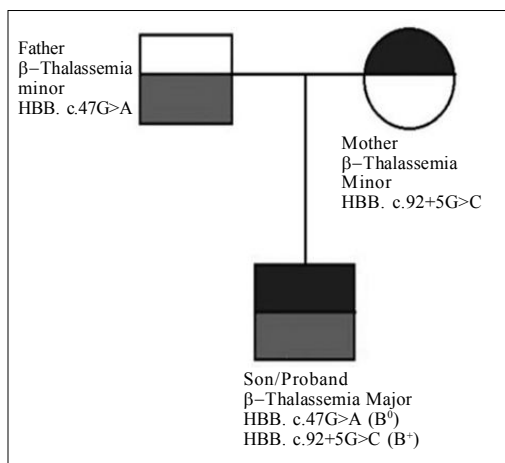 Father
β–Thalassemia
minor
HBB. c.47G>A
Mother
β–Thalassemia
Minor
HBB. c.92+5G>C
Son/Proband
β–Thalassemia Major
HBB. c.47G>A (B⁰)
HBB. c.92+5G>C (B⁺)